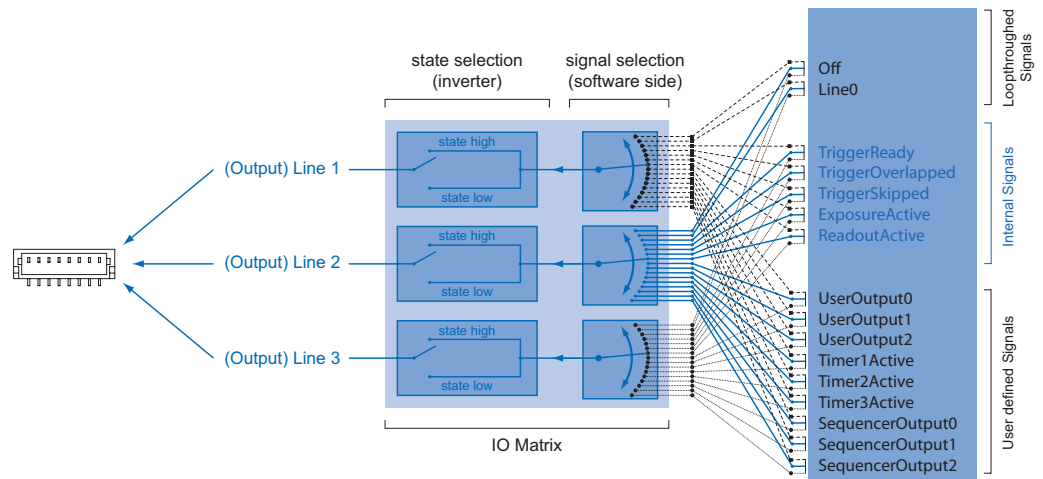 state selection
(inverter)
signal selection
(software side)
(Output) Line 1
state high
state low
(Output) Line 2
state high
state low
(Output) Line 3
state high
state low
IO Matrix
Off
Line0
TriggerReady
TriggerOverlapped
TriggerSkipped
ExposureActive
ReadoutActive
UserOutput0
UserOutput1
UserOutput2
Timer1Active
Timer2Active
Timer3Active
SequencerOutput0
SequencerOutput1
SequencerOutput2
Loopthroughed
Signals
Internal Signals
User defined Signals